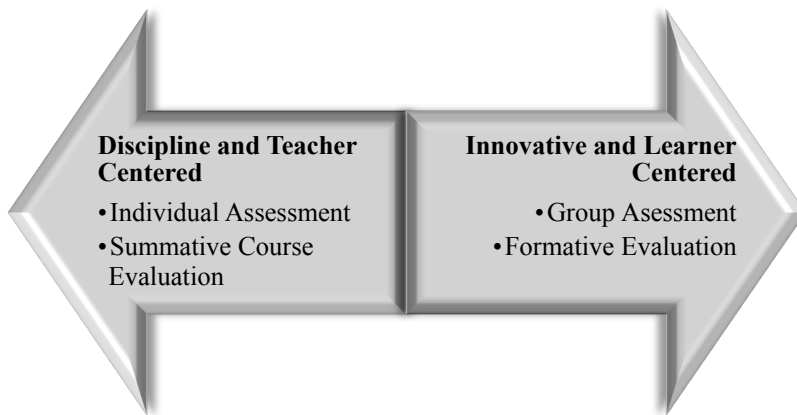 Discipline and Teacher
Centered
•Individual Assessment
•Summative Course
Evaluation
Innovative and Learner
Centered
•Group Asessment
•Formative Evaluation